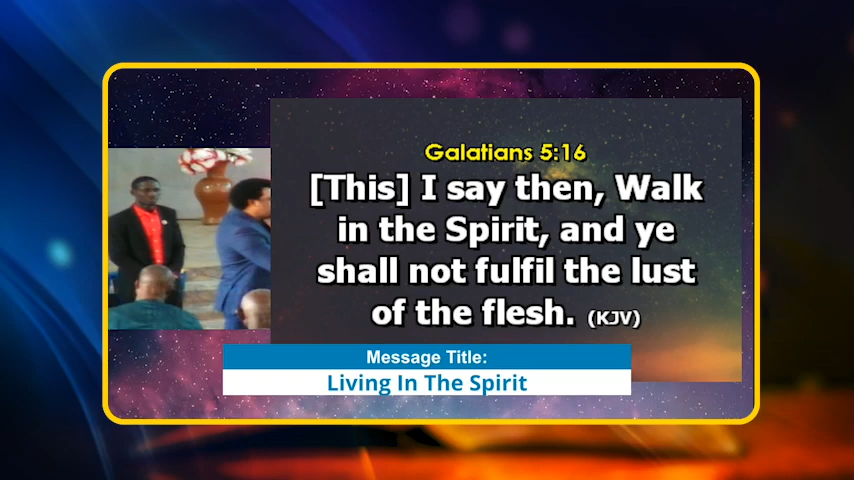 Galatians 5:16
[This] I say then, Walk
in the Spirit, and ye
shall not fulfil the lust
of the flesh. (KJV)
Message Title:
Living In The Spirit